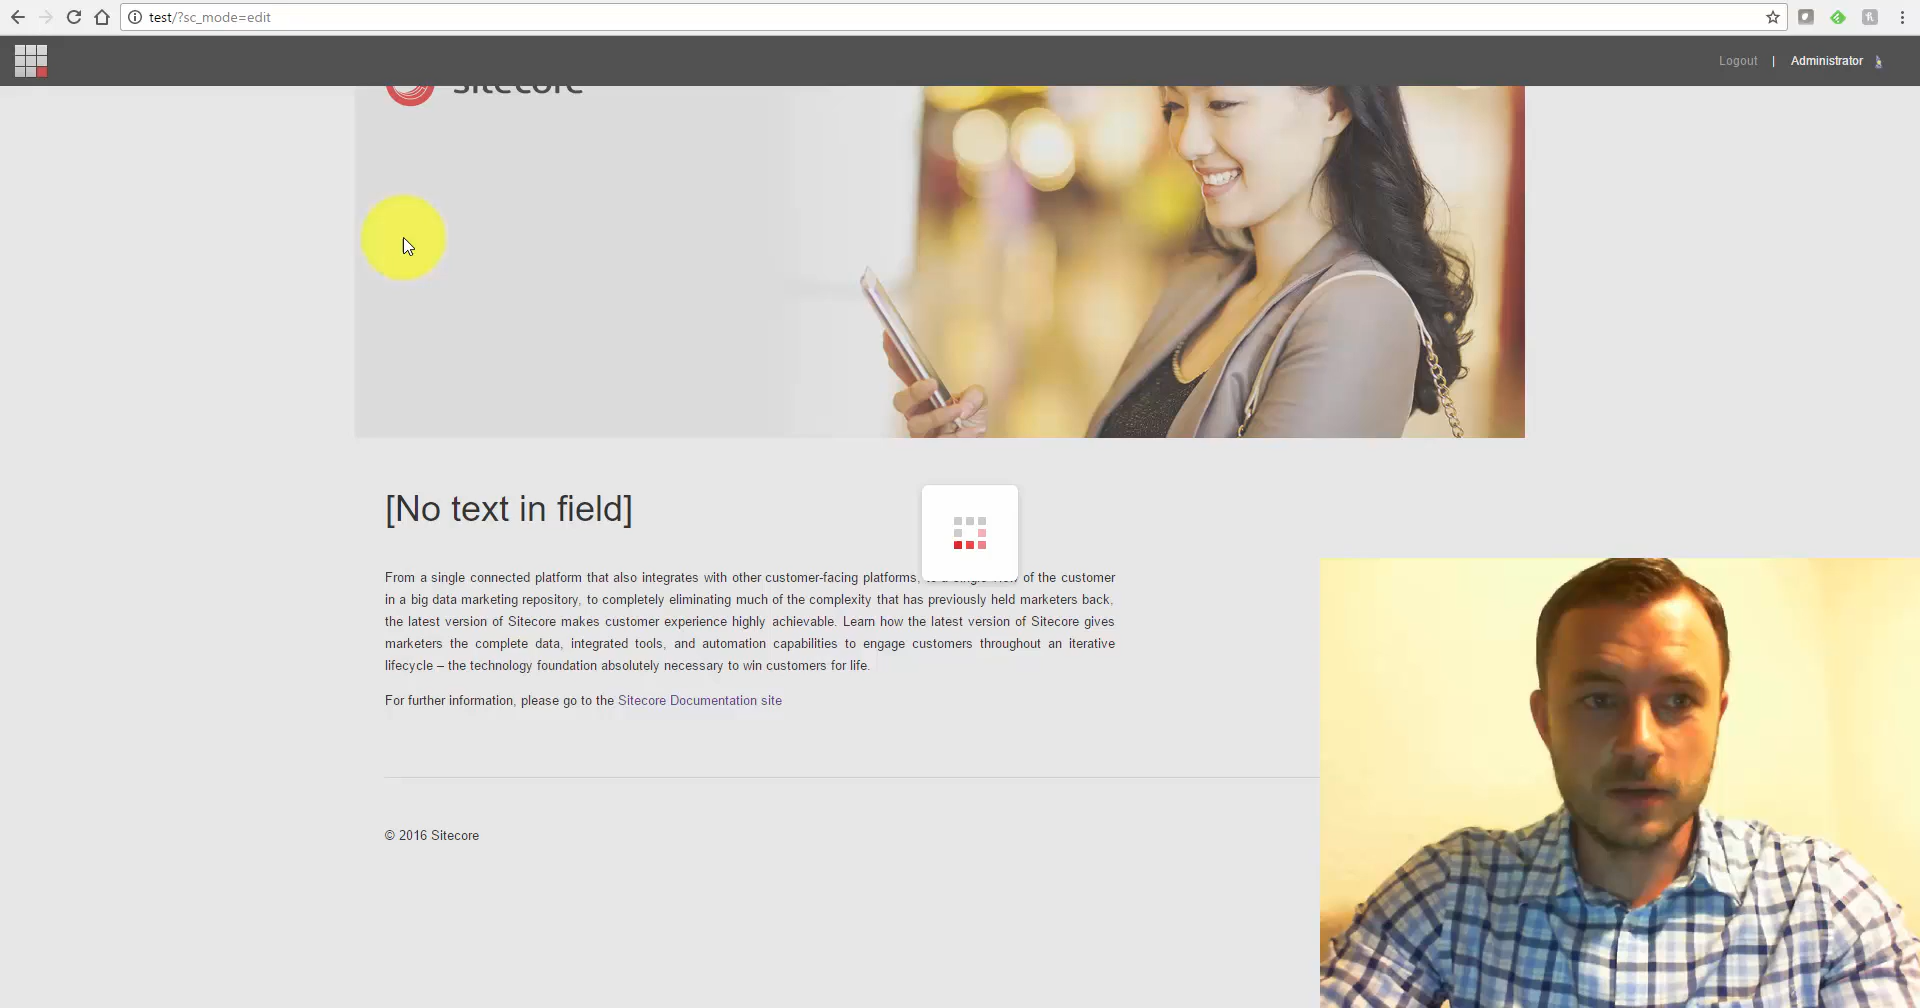 test/?sc_mode=edit
Logout | Administrator
sitecore
[No text in field]
From a single connected platform that also integrates with other customer-facing platforms, to a single view of the customer
in a big data marketing repository, to completely eliminating much of the complexity that has previously held marketers back,
the latest version of Sitecore makes customer experience highly achievable. Learn how the latest version of Sitecore gives
marketers the complete data, integrated tools, and automation capabilities to engage customers throughout an iterative
lifecycle – the technology foundation absolutely necessary to win customers for life.
For further information, please go to the Sitecore Documentation site
© 2016 Sitecore